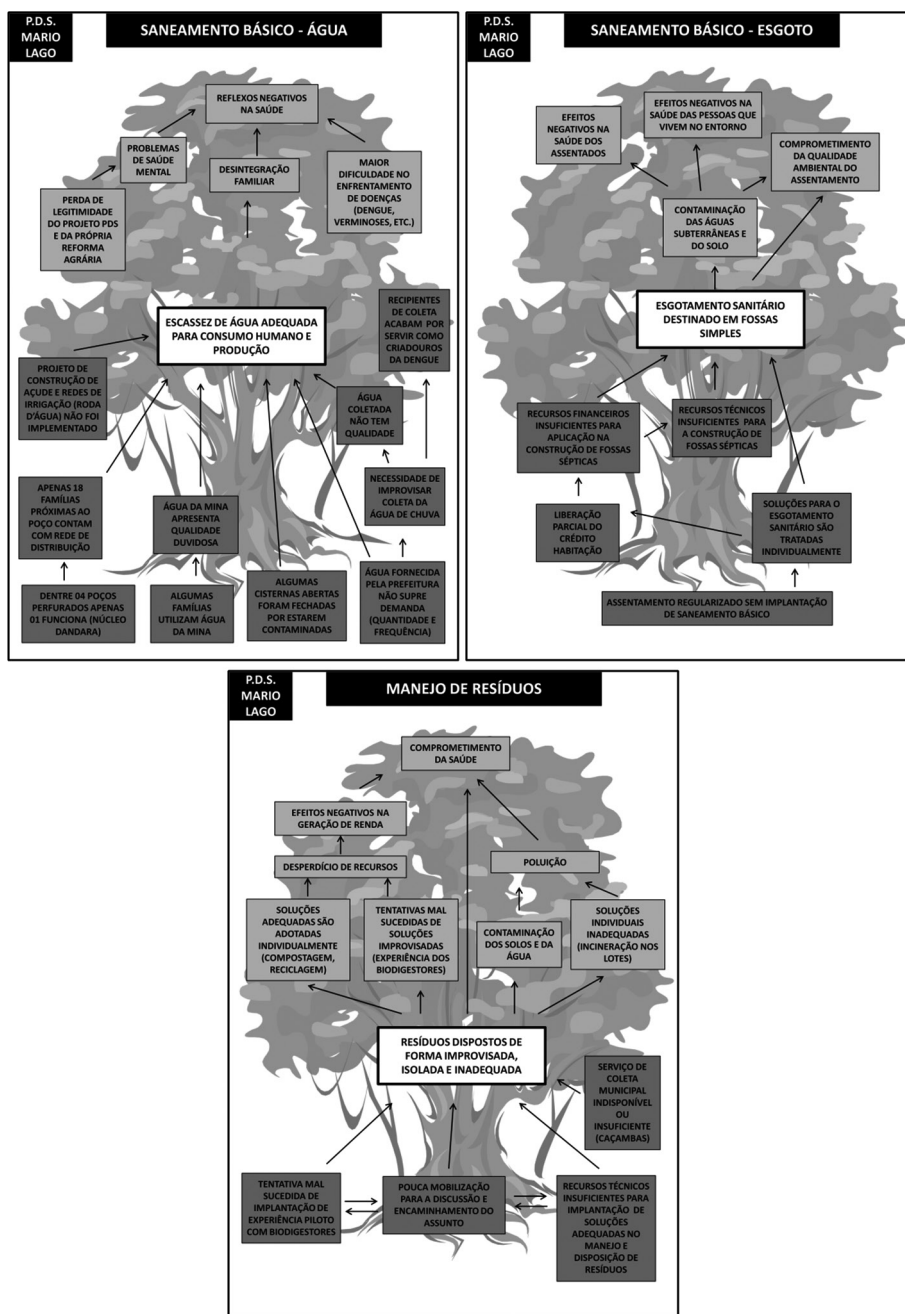 P.D.S.
MARIO
LAGO
SANEAMENTO BÁSICO - ÁGUA
REFLEXOS NEGATIVOS
NA SAÚDE
PROBLEMAS
DE SAÚDE
MENTAL
DESINTEGRAÇÃO
FAMILIAR
MAIOR
DIFICULDADE NO
ENFRENTAMENTO
DE DOENÇAS
(DENGUE,
VERMINOSES, ETC.)
PERDA DE
LEGITIMIDADE
DO PROJETO PDS
E DA PRÓPRIA
REFORMA
AGRÁRIA
ESCASSEZ DE ÁGUA ADEQUADA
PARA CONSUMO HUMANO E
PRODUÇÃO
RECIPIENTES
DE COLETA
ACABAM POR
SERVIR COMO
CRIADOUROS
DA DENGUE
PROJETO DE
CONSTRUÇÃO DE
AÇUDE E REDES DE
IRRIGAÇÃO (RODA
D'ÁGUA) NÃO FOI
IMPLEMENTADO
ÁGUA
COLETADA
NÃO TEM
QUALIDADE
APENAS 18
FAMÍLIAS
PRÓXIMAS AO
POÇO CONTAM
COM REDE DE
DISTRIBUIÇÃO
ÁGUA DA MINA
APRESENTA
QUALIDADE
DUVIDOSA
NECESSIDADE DE
IMPROVISAR
COLETA DA
ÁGUA DE CHUVA
DENTRE 04 POÇOS
PERFURADOS APENAS
01 FUNCIONA (NÚCLEO
DANDARA)
ALGUMAS
FAMÍLIAS
UTILIZAM ÁGUA
DA MINA
ALGUMAS
CISTERNAS ABERTAS
FORAM FECHADAS
POR ESTAREM
CONTAMINADAS
ÁGUA FORNECIDA
PELA PREFEITURA
NÃO SUPRE
DEMANDA
(QUANTIDADE E
FREQUÊNCIA)
P.D.S.
MARIO
LAGO
SANEAMENTO BÁSICO - ESGOTO
EFEITOS
NEGATIVOS NA
SAÚDE DOS
ASSENTADOS
EFEITOS NEGATIVOS NA
SAÚDE DAS PESSOAS QUE
VIVEM NO ENTORNO
COMPROMETIMENTO
DA QUALIDADE
AMBIENTAL DO
ASSENTAMENTO
CONTAMINAÇÃO
DAS ÁGUAS
SUBTERRÂNEAS E
DO SOLO
ESGOTAMENTO SANITÁRIO
DESTINADO EM FOSSAS
SIMPLES
RECURSOS FINANCEIROS
INSUFICIENTES PARA
APLICAÇÃO NA
CONSTRUÇÃO DE
FOSSAS SÉPTICAS
RECURSOS TÉCNICOS
INSUFICIENTES PARA
A CONSTRUÇÃO DE
FOSSAS SÉPTICAS
LIBERAÇÃO
PARCIAL DO
CRÉDITO
HABITAÇÃO
SOLUÇÕES PARA O
ESGOTAMENTO
SANITÁRIO SÃO
TRATADAS
INDIVIDUALMENTE
ASSENTAMENTO REGULARIZADO SEM IMPLANTAÇÃO
DE SANEAMENTO BÁSICO
P.D.S.
MARIO
LAGO
MANEJO DE RESÍDUOS
COMPROMETIMENTO
DA SAÚDE
EFEITOS NEGATIVOS NA
GERAÇÃO DE RENDA
DESPERDÍCIO DE RECURSOS
POLUIÇÃO
SOLUÇÕES
ADEQUADAS SÃO
ADOTADAS
INDIVIDUALMENTE
(COMPOSTAGEM,
RECICLAGEM)
TENTATIVAS MAL
SUCEDIDAS DE
SOLUÇÕES
IMPROVISADAS
(EXPERIÊNCIA DOS
BIODIGESTORES)
CONTAMINAÇÃO
DOS SOLOS E DA
ÁGUA
SOLUÇÕES
INDIVIDUAIS
INADEQUADAS
(INCINERAÇÃO NOS
LOTES)
RESÍDUOS DISPOSTOS DE
FORMA IMPROVISADA,
ISOLADA E INADEQUADA
SERVIÇO DE
COLETA
MUNICIPAL
INDISPONÍVEL
OU
INSUFICIENTE
(CAÇAMBAS)
TENTATIVA MAL
SUCEDIDA DE
IMPLANTAÇÃO DE
EXPERIÊNCIA PILOTO
COM BIODIGESTORES
POUCA MOBILIZAÇÃO
PARA A DISCUSSÃO E
ENCAMINHAMENTO DO
ASSUNTO
RECURSOS TÉCNICOS
INSUFICIENTES PARA
IMPLANTAÇÃO DE
SOLUÇÕES
ADEQUADAS NO
MANEJO E
DISPOSIÇÃO DE
RESÍDUOS